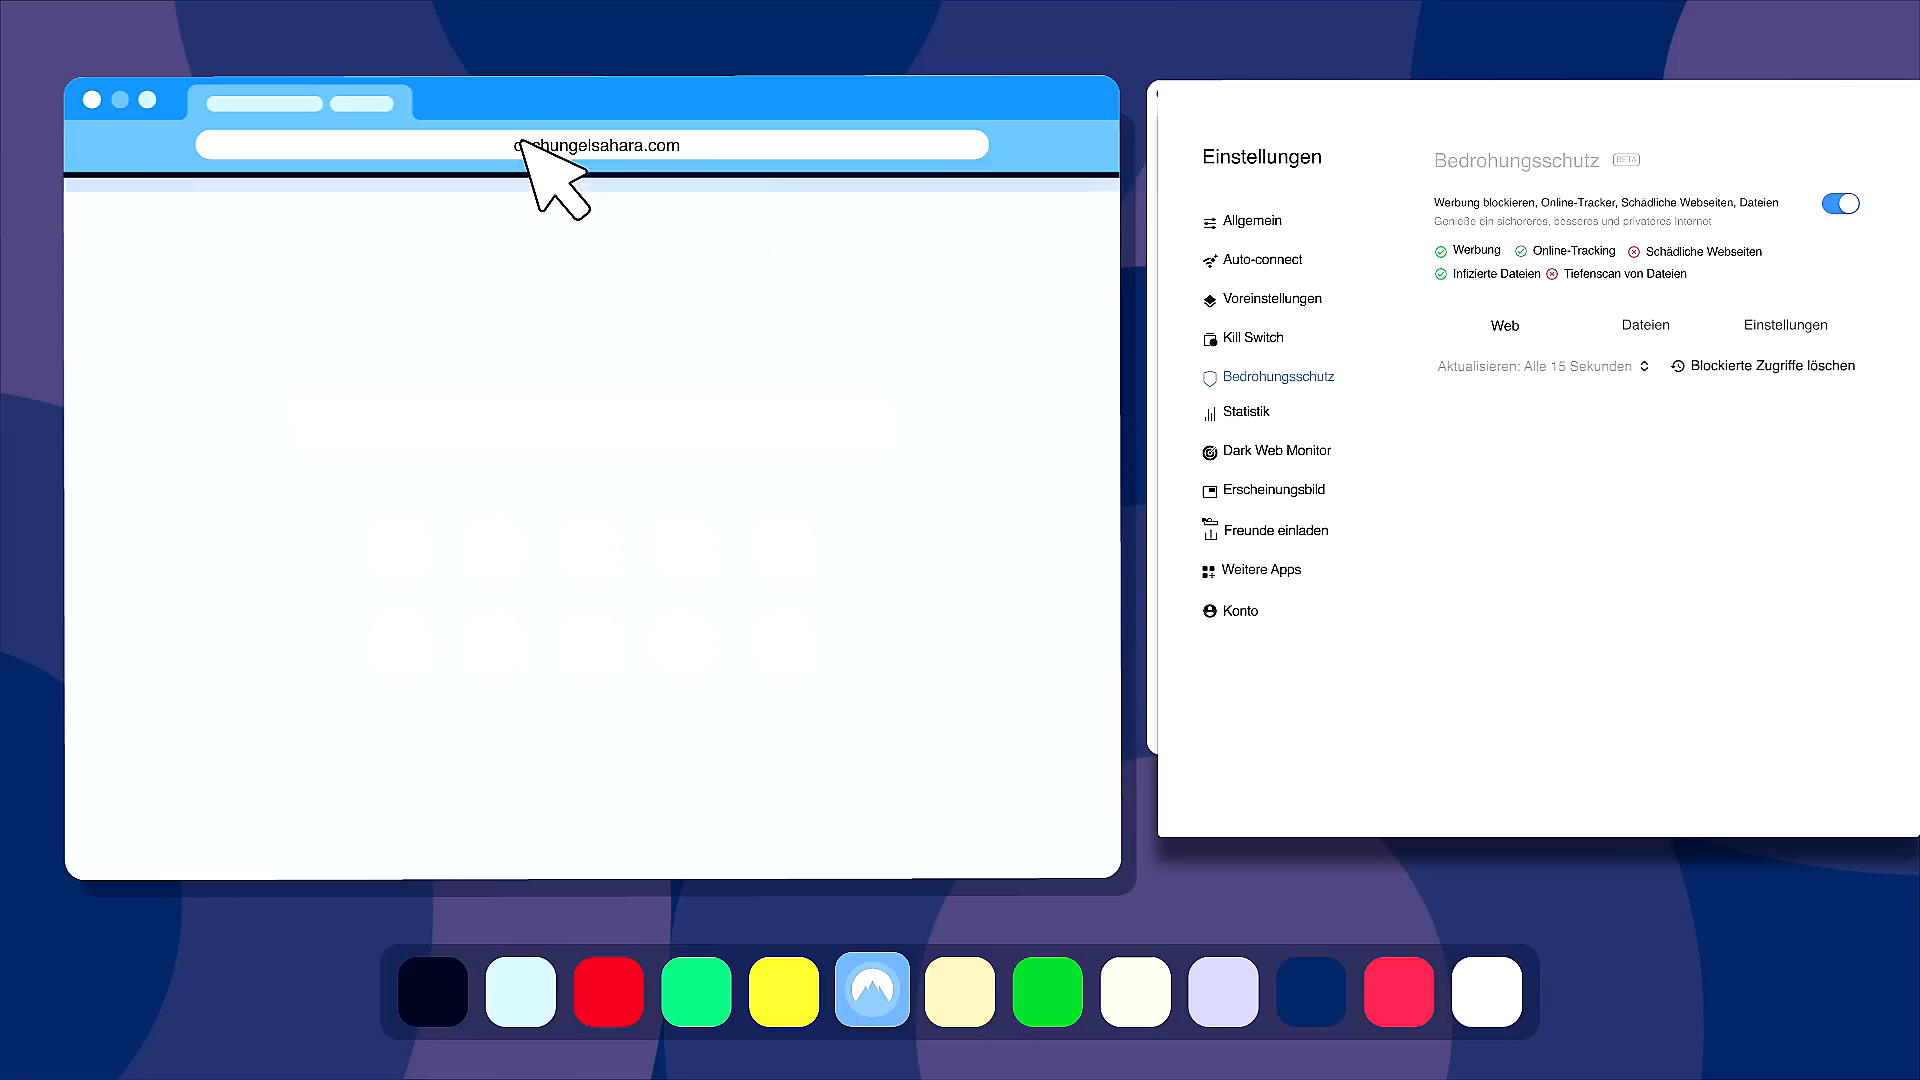 Einstellungen
Allgemein
Auto-connect
Voreinstellungen
Kill Switch
Bedrohungsschutz
Statistik
Dark Web Monitor
Erscheinungsbild
Freunde einladen
Weitere Apps
Konto
Bedrohungsschutz BETA
Werbung blockieren, Online-Tracker, Schädliche Webseiten, Dateien
Genieße ein sichereres, besseres und privateres Internet
Werbung Online-Tracking Schädliche Webseiten
Infizierte Dateien Tiefenscan von Dateien
Web Dateien Einstellungen
Aktualisieren: Alle 15 Sekunden Blockierte Zugriffe löschen